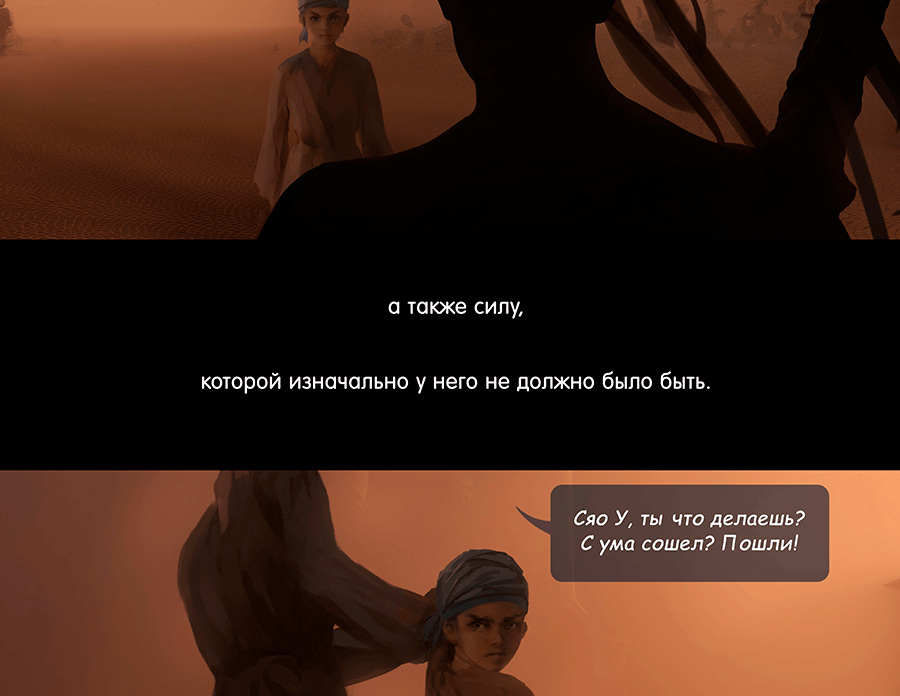 а также силу,
которой изначально у него не должно было быть.
Сяо У, ты что делаешь?
С ума сошел? Пошли!